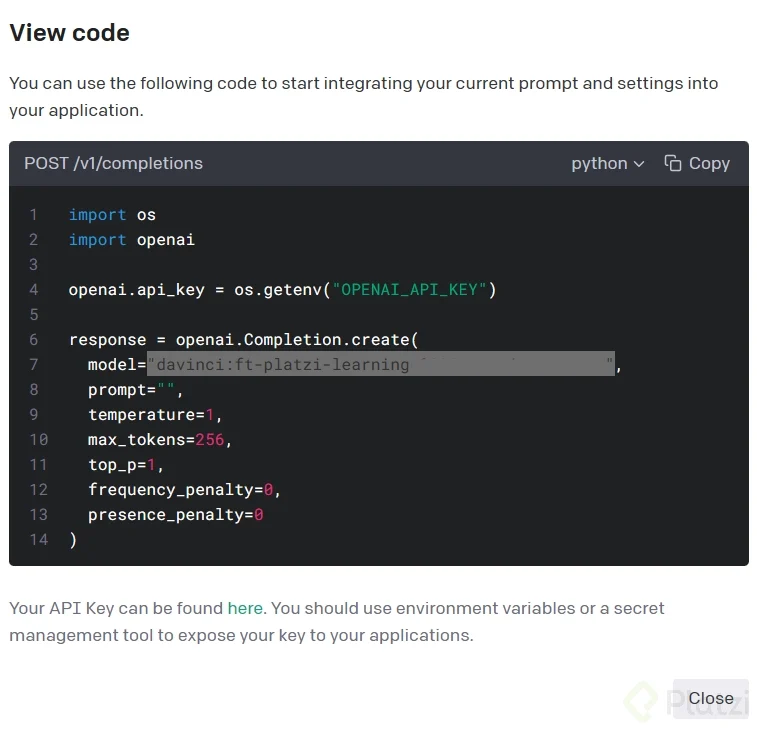 View code
You can use the following code to start integrating your current prompt and settings into
your application.
POST /v1/completions
python
Copy
1 import os
2 import openai
3
4 openai.api_key = os.getenv("OPENAI_API_KEY")
5
6 response = openai.Completion.create(
7 model="davinci:ft-platzi-learning ",
8 prompt="",
9 temperature=1,
10 max_tokens=256,
11 top_p=1,
12 frequency_penalty=0,
13 presence_penalty=0
14 )
Your API Key can be found here. You should use environment variables or a secret
management tool to expose your key to your applications.
Close
Platzi